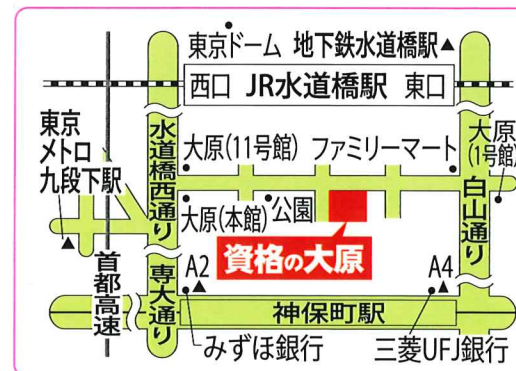 東京ドーム 地下鉄水道橋駅▲
西口 JR水道橋駅 東口
東京
メトロ
九段下駅
水道橋西通り
大原(11号館)
ファミリーマート
大原
(1号館)
白山通り
大原(本館)
公園
資格の大原
首都高速
専大通り
A2
A4
神保町駅
みずほ銀行
三菱UFJ銀行